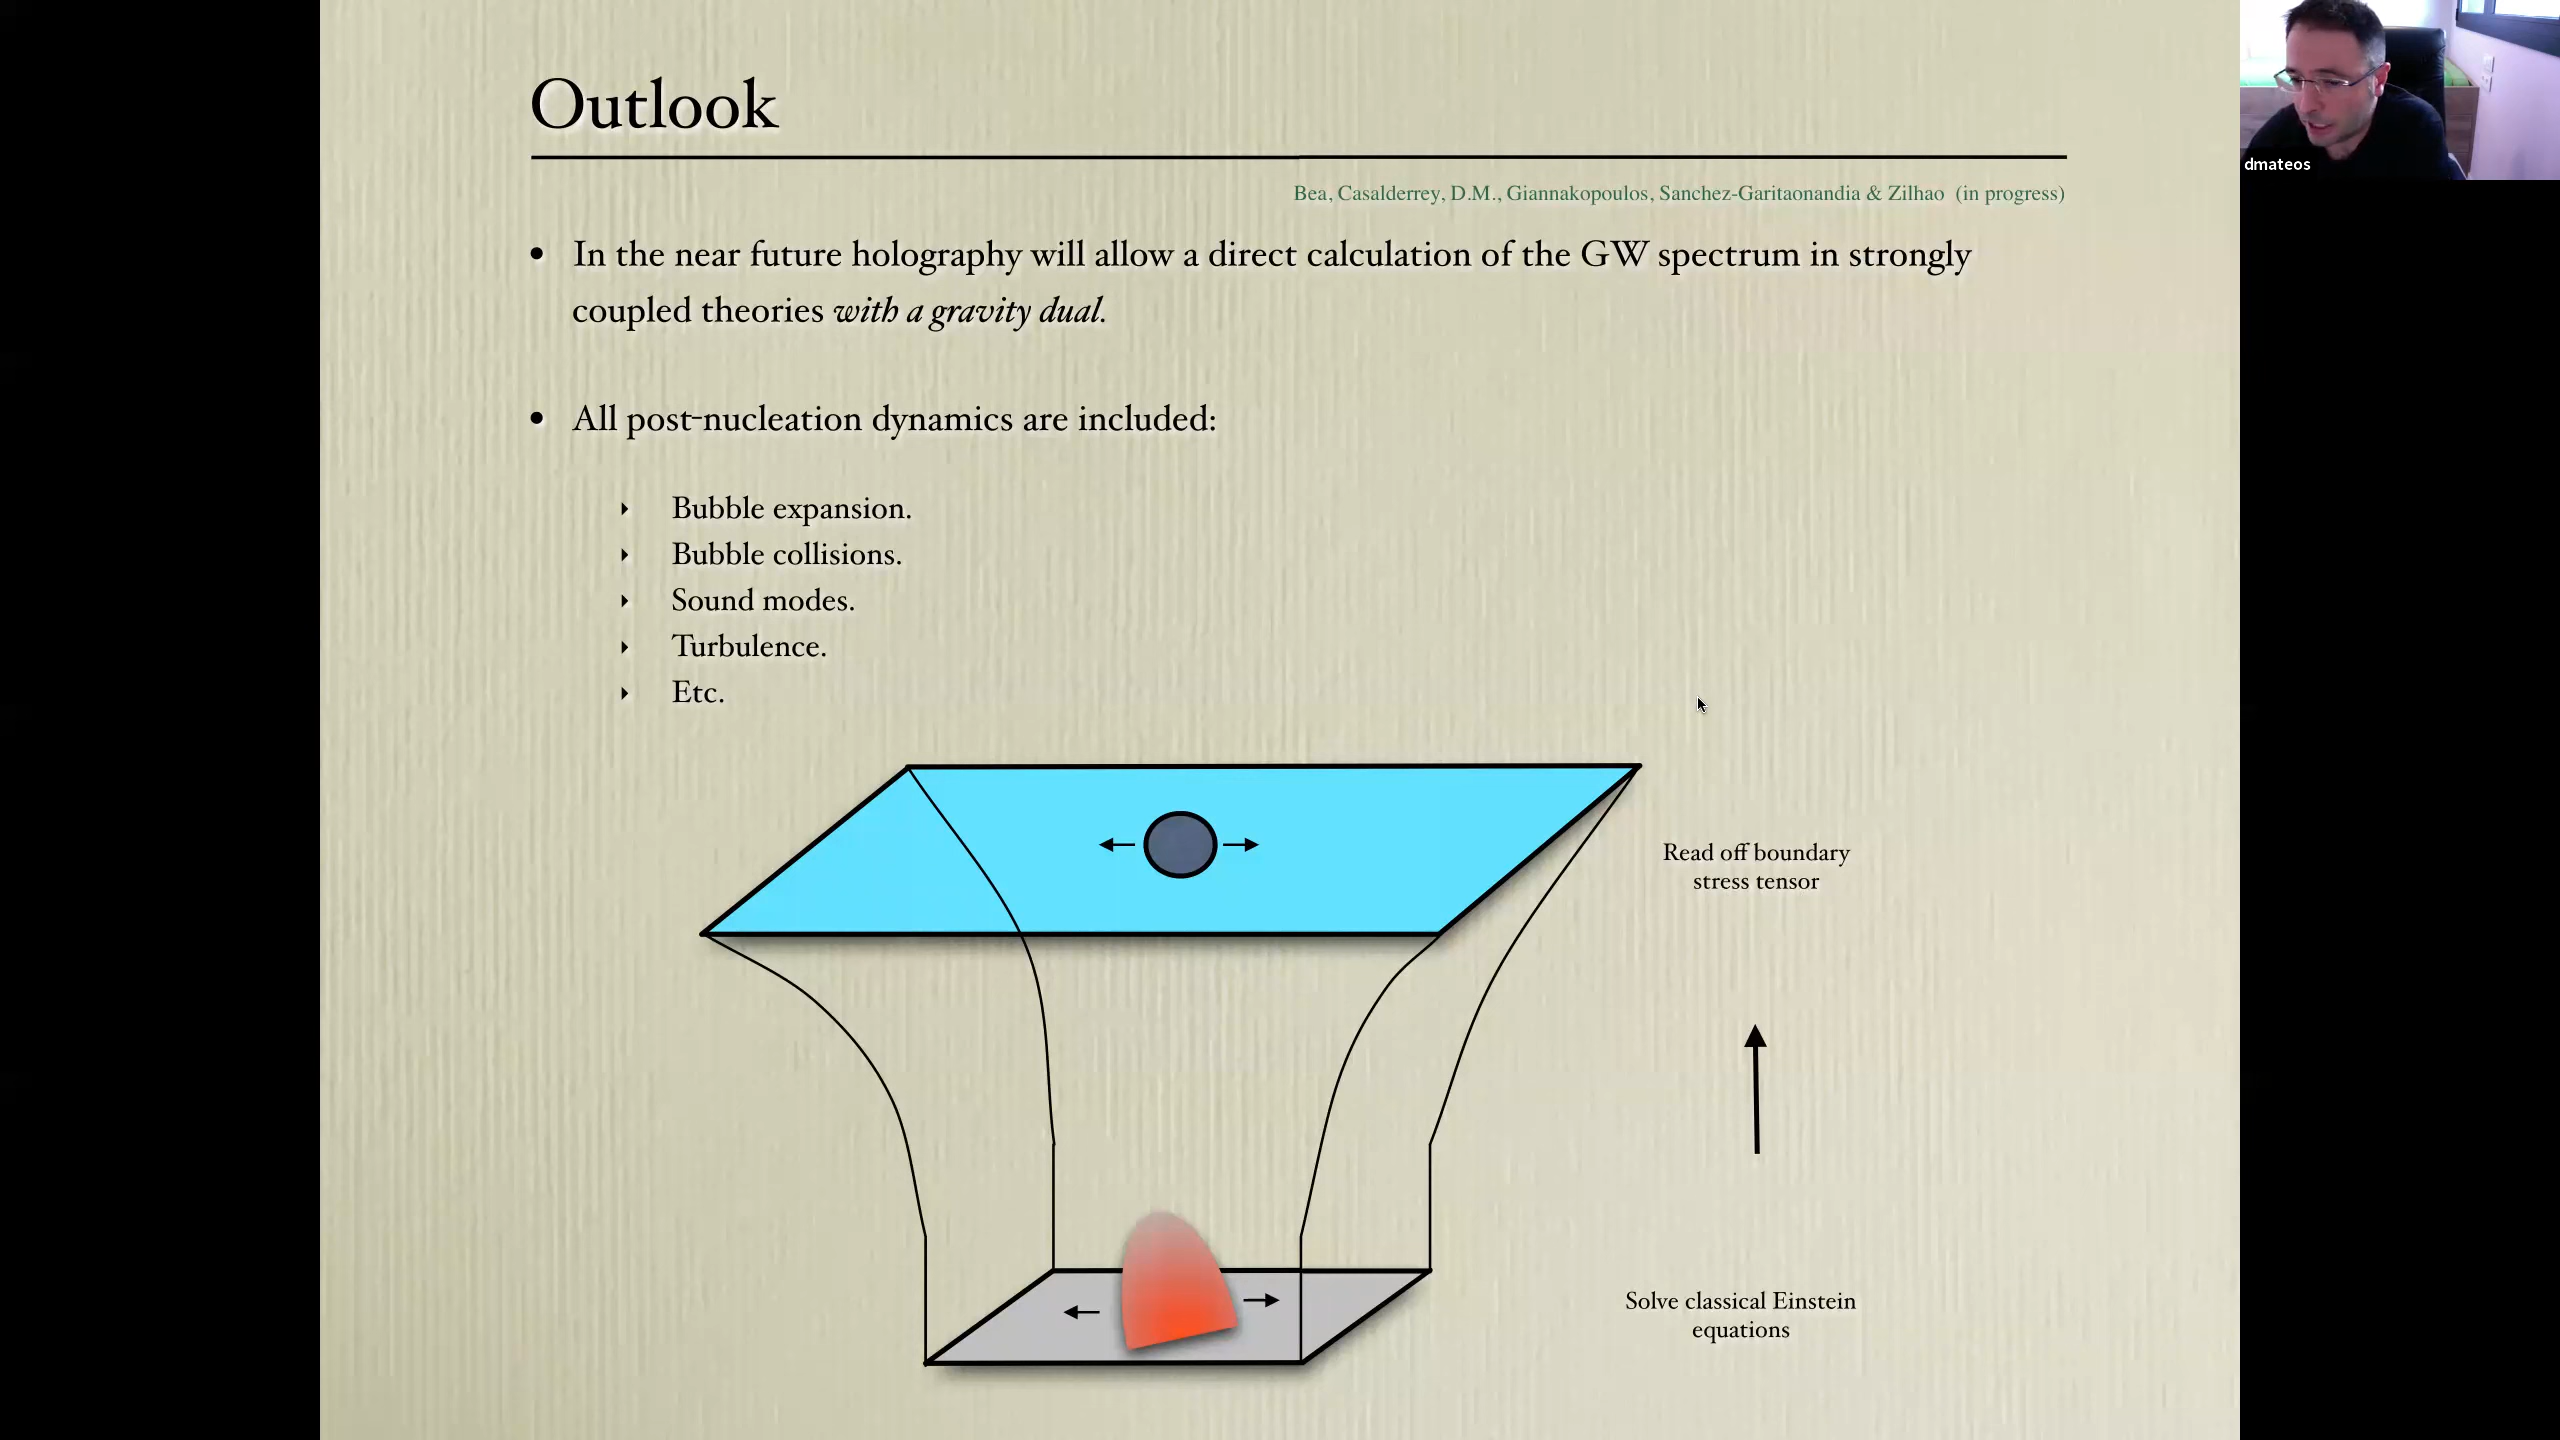 Outlook
Bea, Casalderrey, D.M., Giannakopoulos, Sanchez-Garitaonandia & Zilhao (in progress)
• In the near future holography will allow a direct calculation of the GW spectrum in strongly
coupled theories with a gravity dual.
• All post-nucleation dynamics are included:
‣ Bubble expansion.
‣ Bubble collisions.
‣ Sound modes.
‣ Turbulence.
‣ Etc.
Read off boundary
stress tensor
Solve classical Einstein
equations
dmateos